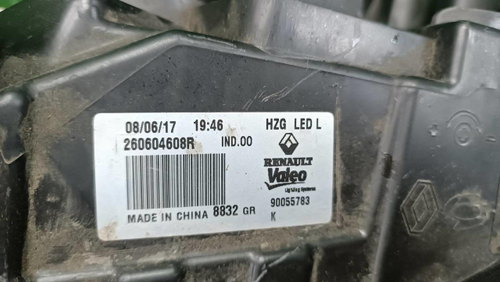 08/06/17 19:46 HZG LED L
260604608R IND.00
RENAULT
Valeo
Lighting Systems
90055783
MADE IN CHINA 8832 GR K